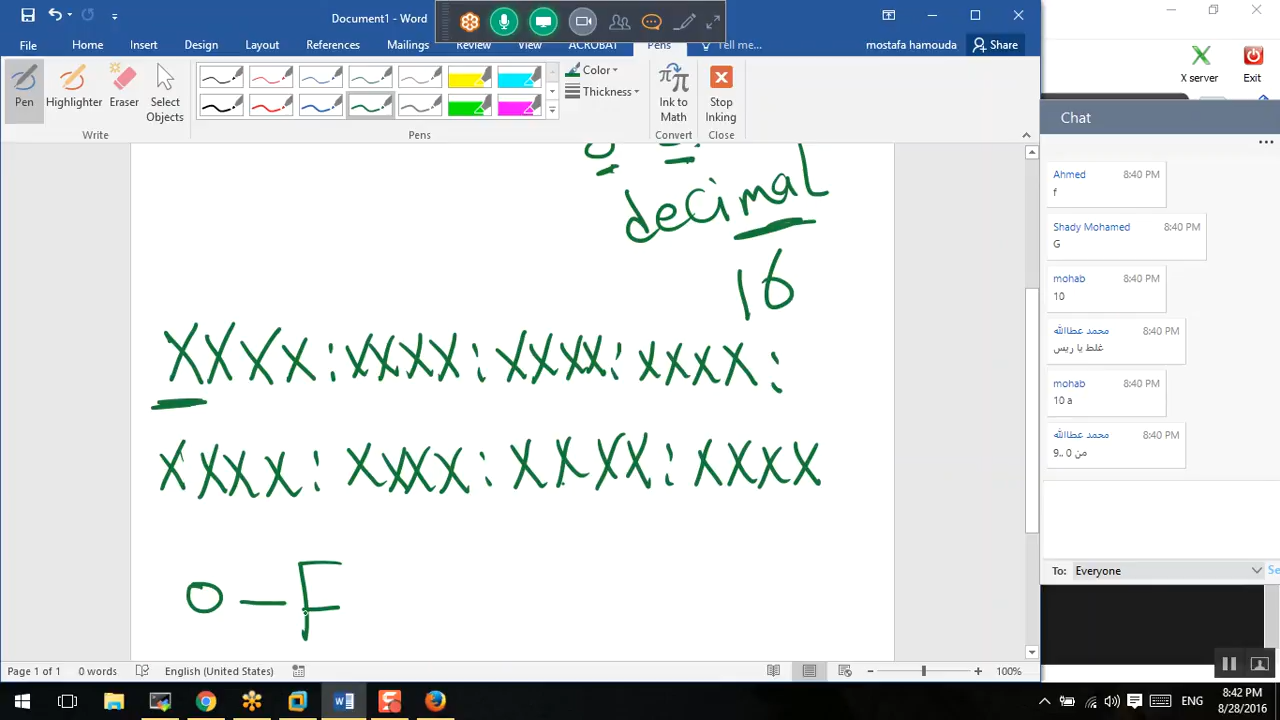 Document1 - Word
File Home Insert Design Layout References Mailings Review View ACROBAT Pens Tell me... mostafa hamouda Share
X server Exit
Pen Highlighter Eraser Select Objects
Color
Thickness
Ink to Math
Stop Inking
Write Pens Convert Close
Chat
Ahmed 8:40 PM
f
Shady Mohamed 8:40 PM
G
mohab 8:40 PM
10
محمد عطاالله 8:40 PM
غلط يا ريس
mohab 8:40 PM
10 a
محمد عطاالله 8:40 PM
من 0 ..9
To: Everyone
decimal
16
XXXX:XXXX:XXXX:XXXX:
XXXX:XXXX:XXXX:XXXX
0-F
Page 1 of 1 0 words English (United States) 100%
ENG 8:42 PM
8/28/2016